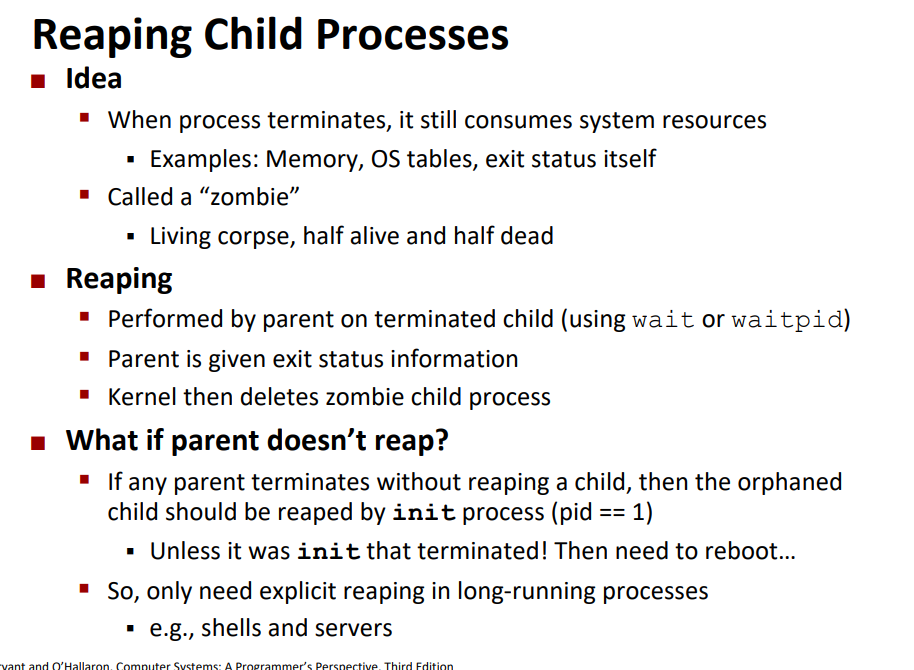 Reaping Child Processes
Idea
When process terminates, it still consumes system resources
Examples: Memory, OS tables, exit status itself
Called a “zombie”
Living corpse, half alive and half dead
Reaping
Performed by parent on terminated child (using wait or waitpid)
Parent is given exit status information
Kernel then deletes zombie child process
What if parent doesn’t reap?
If any parent terminates without reaping a child, then the orphaned
child should be reaped by init process (pid == 1)
Unless it was init that terminated! Then need to reboot…
So, only need explicit reaping in long-running processes
e.g., shells and servers
ryant and O’Hallaron, Computer Systems: A Programmer’s Perspective, Third Edition